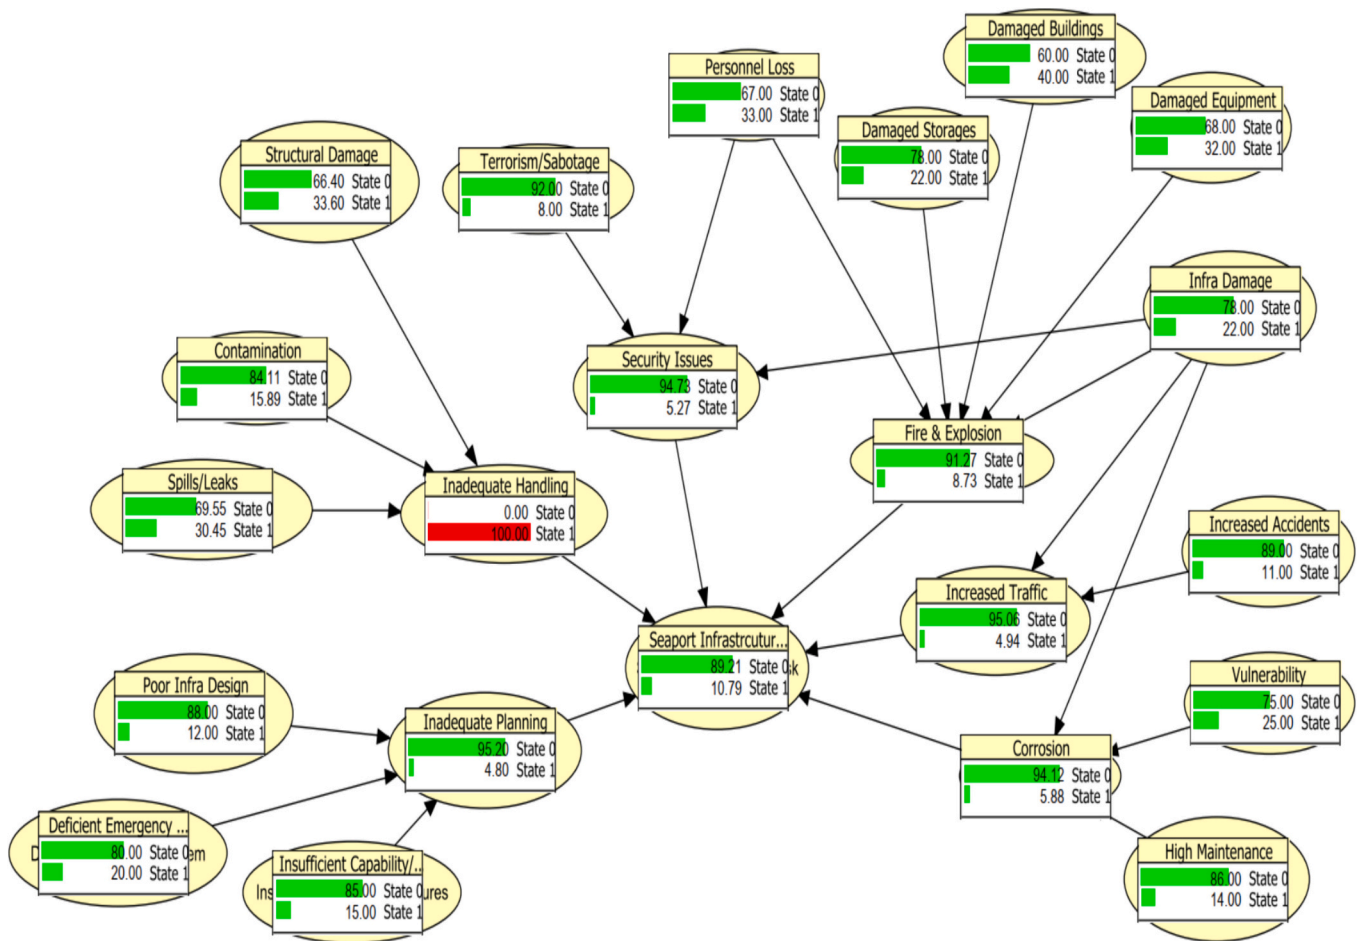 Damaged Buildings
60.00 State 0
40.00 State 1
Personnel Loss
67.00 State 0
33.00 State 1
Damaged Equipment
68.00 State 0
32.00 State 1
Damaged Storages
78.00 State 0
22.00 State 1
Structural Damage
66.40 State 0
33.60 State 1
Terrorism/Sabotage
92.00 State 0
8.00 State 1
Infra Damage
78.00 State 0
22.00 State 1
Contamination
84.11 State 0
15.89 State 1
Security Issues
94.73 State 0
5.27 State 1
Fire & Explosion
91.27 State 0
8.73 State 1
Spills/Leaks
69.55 State 0
30.45 State 1
Inadequate Handling
0.00 State 0
100.00 State 1
Increased Accidents
89.00 State 0
11.00 State 1
Increased Traffic
95.06 State 0
4.94 State 1
Seaport Infrastrcutur...
89.21 State 0
10.79 State 1
Poor Infra Design
88.00 State 0
12.00 State 1
Vulnerability
75.00 State 0
25.00 State 1
Inadequate Planning
95.20 State 0
4.80 State 1
Corrosion
94.12 State 0
5.88 State 1
Deficient Emergency ...
80.00 State 0
20.00 State 1
Insufficient Capability/...
85.00 State 0
15.00 State 1
High Maintenance
86.00 State 0
14.00 State 1